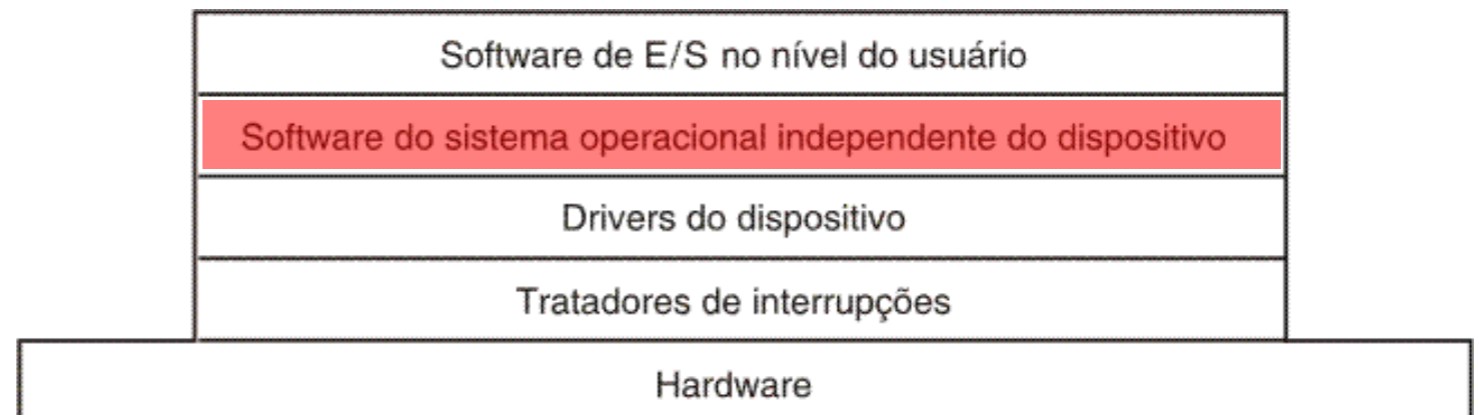 Software de E/S no nível do usuário
Software do sistema operacional independente do dispositivo
Drivers do dispositivo
Tratadores de interrupções
Hardware